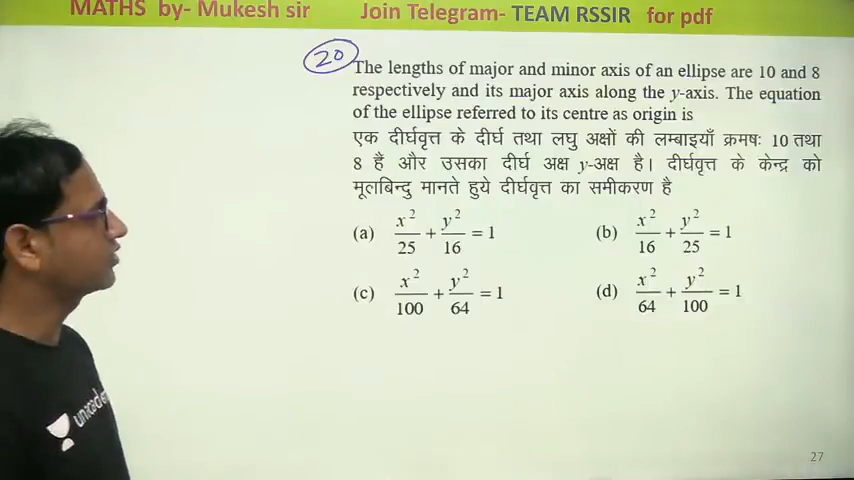 MATHS by- Mukesh sir Join Telegram- TEAM RSSIR for pdf
20
The lengths of major and minor axis of an ellipse are 10 and 8
respectively and its major axis along the y-axis. The equation
of the ellipse referred to its centre as origin is
एक दीर्घवृत्त के दीर्घ तथा लघु अक्षों की लम्बाइयाँ क्रमषः 10 तथा
8 हैं और उसका दीर्घ अक्ष y-अक्ष है। दीर्घवृत्त के केन्द्र को
मूलबिन्दु मानते हुये दीर्घवृत्त का समीकरण है
(a) x²/25 + y²/16 = 1 (b) x²/16 + y²/25 = 1
(c) x²/100 + y²/64 = 1 (d) x²/64 + y²/100 = 1
unacade
27